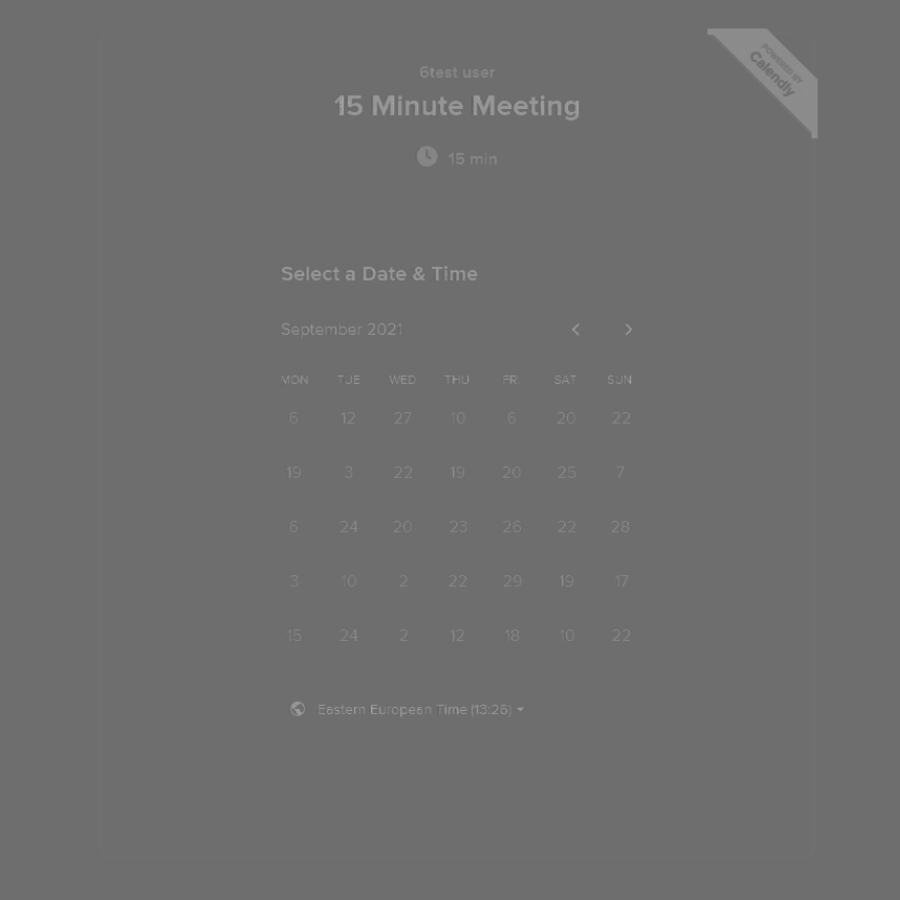 POWERED BY
Calendly
6test user
15 Minute Meeting
15 min
Select a Date & Time
September 2021
MON TUE WED THU FR. SAT SUN
6 12 27 10 6 20 22
19 3 22 19 20 25 7
6 24 20 23 26 22 28
3 10 2 22 29 19 17
15 24 2 12 18 10 22
Eastern European Time (13:26)